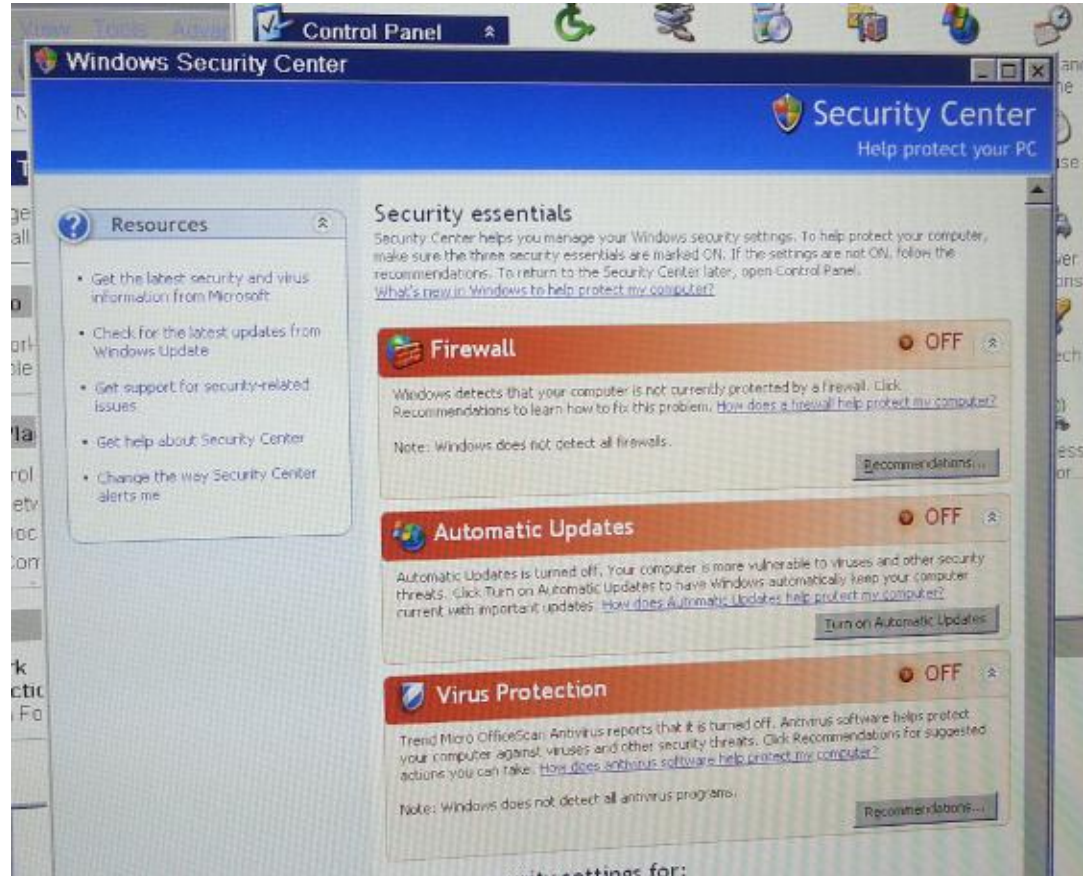 View Tools Advan
Control Panel
Windows Security Center
Security Center
Help protect your PC
Resources
Get the latest security and virus
information from Microsoft
Check for the latest updates from
Windows Update
Get support for security-related
issues
Get help about Security Center
Change the way Security Center
alerts me
Security essentials
Security Center helps you manage your Windows security settings. To help protect your computer,
make sure the three security essentials are marked ON. If the settings are not ON, follow the
recommendations. To return to the Security Center later, open Control Panel.
What's new in Windows to help protect my computer?
Firewall OFF
Windows detects that your computer is not currently protected by a firewall. Click
Recommendations to learn how to fix this problem. How does a firewall help protect my computer?
Note: Windows does not detect all firewalls.
Recommendations...
Automatic Updates OFF
Automatic Updates is turned off. Your computer is more vulnerable to viruses and other security
threats. Click Turn on Automatic Updates to have Windows automatically keep your computer
current with important updates. How does Automatic Updates help protect my computer?
Turn on Automatic Updates
Virus Protection OFF
Trend Micro OfficeScan Antivirus reports that it is turned off. Antivirus software helps protect
your computer against viruses and other security threats. Click Recommendations for suggested
actions you can take. How does antivirus software help protect my computer?
Note: Windows does not detect all antivirus programs.
Recommendations...
settings for: